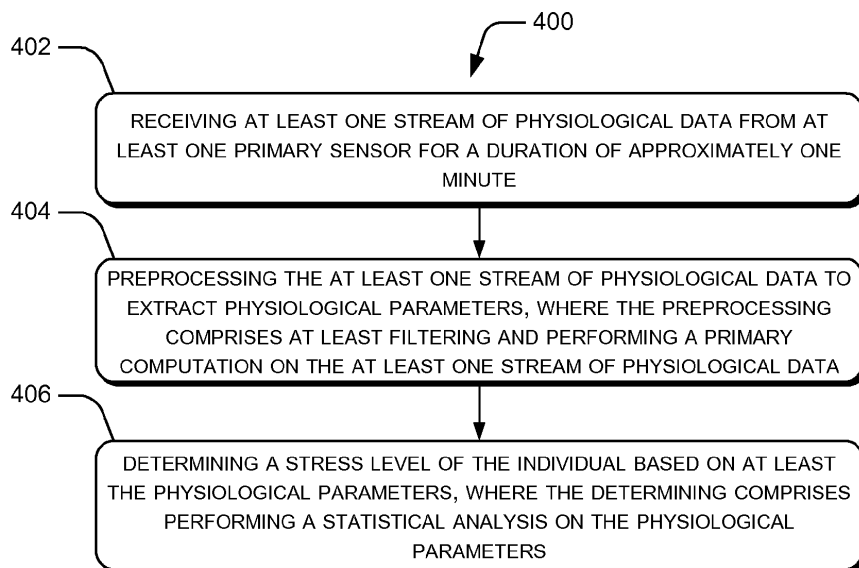 400
402
RECEIVING AT LEAST ONE STREAM OF PHYSIOLOGICAL DATA FROM AT
LEAST ONE PRIMARY SENSOR FOR A DURATION OF APPROXIMATELY ONE
MINUTE
404
PREPROCESSING THE AT LEAST ONE STREAM OF PHYSIOLOGICAL DATA TO
EXTRACT PHYSIOLOGICAL PARAMETERS, WHERE THE PREPROCESSING
COMPRISES AT LEAST FILTERING AND PERFORMING A PRIMARY
COMPUTATION ON THE AT LEAST ONE STREAM OF PHYSIOLOGICAL DATA
406
DETERMINING A STRESS LEVEL OF THE INDIVIDUAL BASED ON AT LEAST
THE PHYSIOLOGICAL PARAMETERS, WHERE THE DETERMINING COMPRISES
PERFORMING A STATISTICAL ANALYSIS ON THE PHYSIOLOGICAL
PARAMETERS